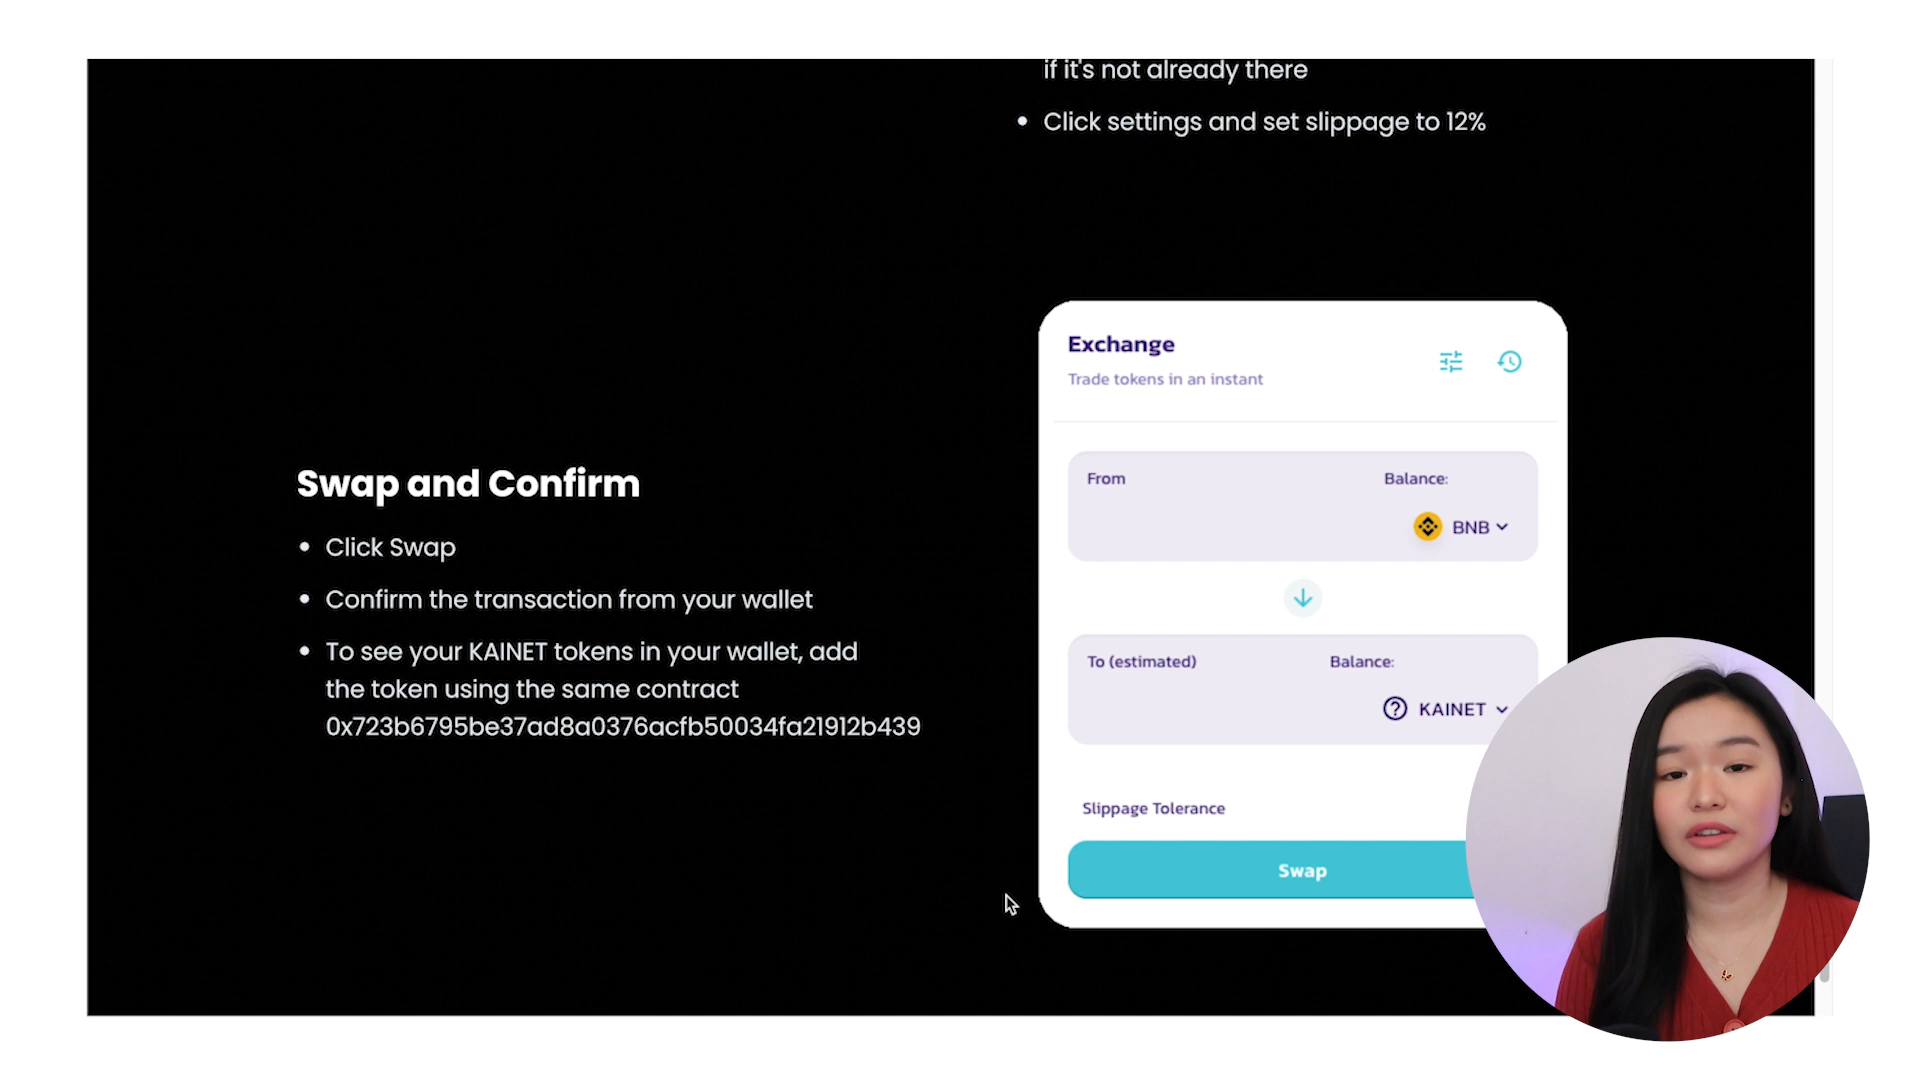 if it's not already there
Click settings and set slippage to 12%
Swap and Confirm
Click Swap
Confirm the transaction from your wallet
To see your KAINET tokens in your wallet, add
the token using the same contract
0x723b6795be37ad8a0376acfb50034fa21912b439
Exchange
Trade tokens in an instant
From Balance:
BNB
To (estimated) Balance:
KAINET
Slippage Tolerance
Swap